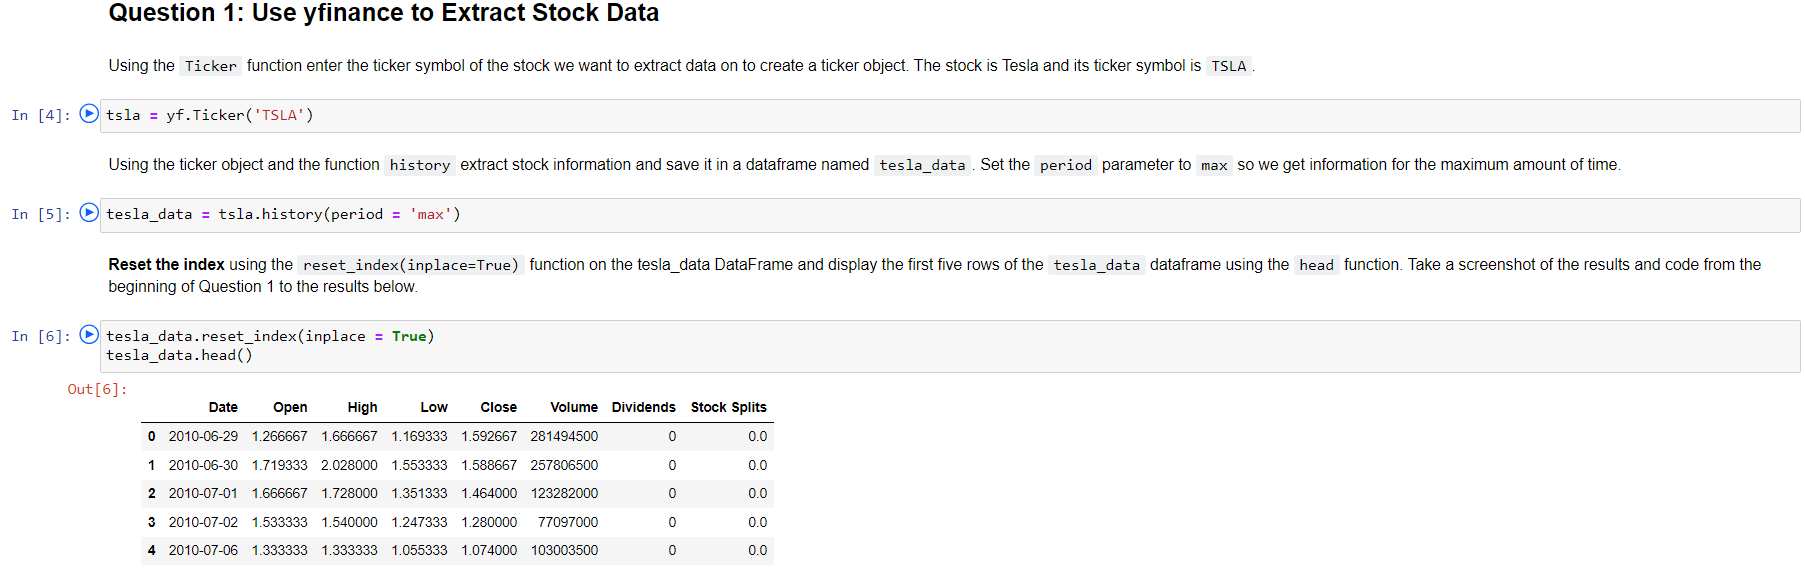 Question 1: Use yfinance to Extract Stock Data
Using the Ticker function enter the ticker symbol of the stock we want to extract data on to create a ticker object. The stock is Tesla and its ticker symbol is TSLA.
In [4]: tsla = yf.Ticker('TSLA')
Using the ticker object and the function history extract stock information and save it in a dataframe named tesla_data. Set the period parameter to max so we get information for the maximum amount of time.
In [5]: tesla_data = tsla.history(period = 'max')
Reset the index using the reset_index(inplace=True) function on the tesla_data DataFrame and display the first five rows of the tesla_data dataframe using the head function. Take a screenshot of the results and code from the
beginning of Question 1 to the results below.
In [6]: tesla_data.reset_index(inplace = True)
tesla_data.head()
Out[6]:
Date Open High Low Close Volume Dividends Stock Splits
0 2010-06-29 1.266667 1.666667 1.169333 1.592667 281494500 0 0.0
1 2010-06-30 1.719333 2.028000 1.553333 1.588667 257806500 0 0.0
2 2010-07-01 1.666667 1.728000 1.351333 1.464000 123282000 0 0.0
3 2010-07-02 1.533333 1.540000 1.247333 1.280000 77097000 0 0.0
4 2010-07-06 1.333333 1.333333 1.055333 1.074000 103003500 0 0.0